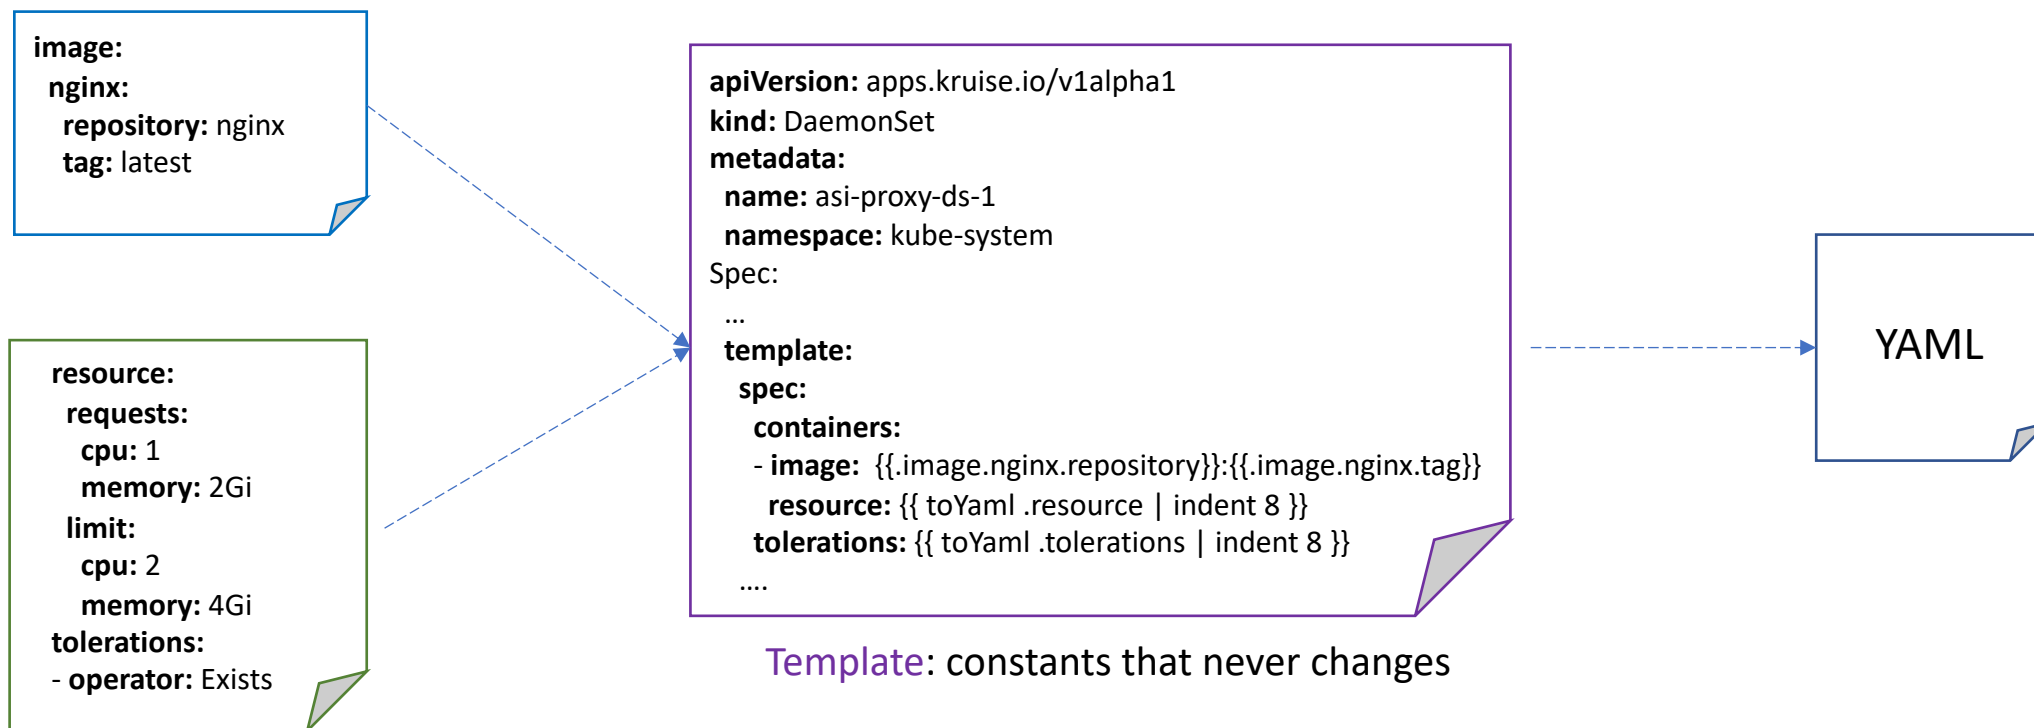 image:
nginx:
repository: nginx
tag: latest
resource:
requests:
cpu: 1
memory: 2Gi
limit:
cpu: 2
memory: 4Gi
tolerations:
- operator: Exists
apiVersion: apps.kruise.io/v1alpha1
kind: DaemonSet
metadata:
name: asi-proxy-ds-1
namespace: kube-system
Spec:
...
template:
spec:
containers:
- image:  {{.image.nginx.repository}}:{{.image.nginx.tag}}
resource: {{ toYaml .resource | indent 8 }}
tolerations: {{ toYaml .tolerations | indent 8 }}
....
Template: constants that never changes
YAML